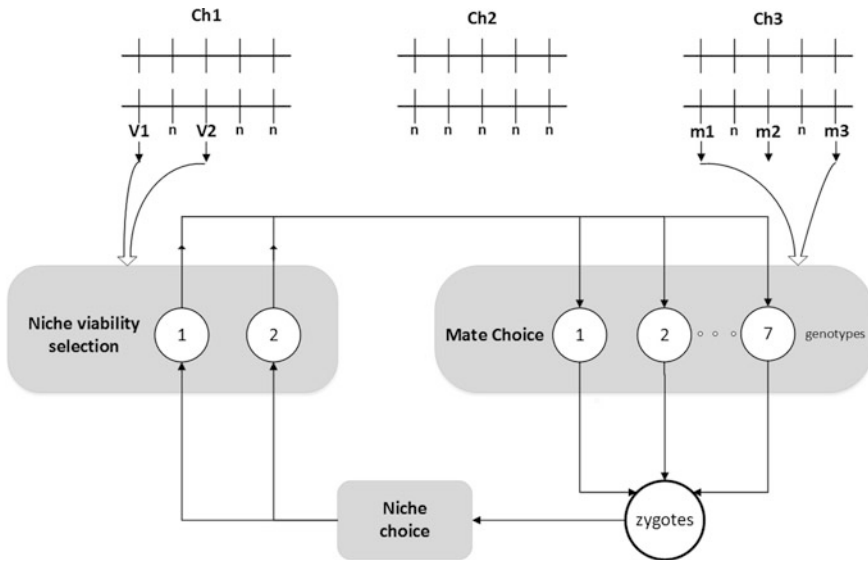 Ch1 Ch2 Ch3
V1 n V2 n n n n n n n m1 n m2 n m3
Niche viability
selection
1 2
Mate Choice 1 2 7 genotypes
Niche
choice
zygotes